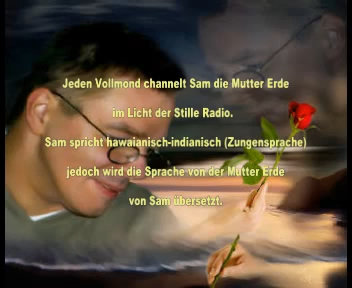 Jeden Vollmond channelt Sam die Mutter Erde
im Licht der Stille Radio.
Sam spricht hawaianisch-indianisch (Zungensprache)
jedoch wird die Sprache von der Mutter Erde
von Sam übersetzt.